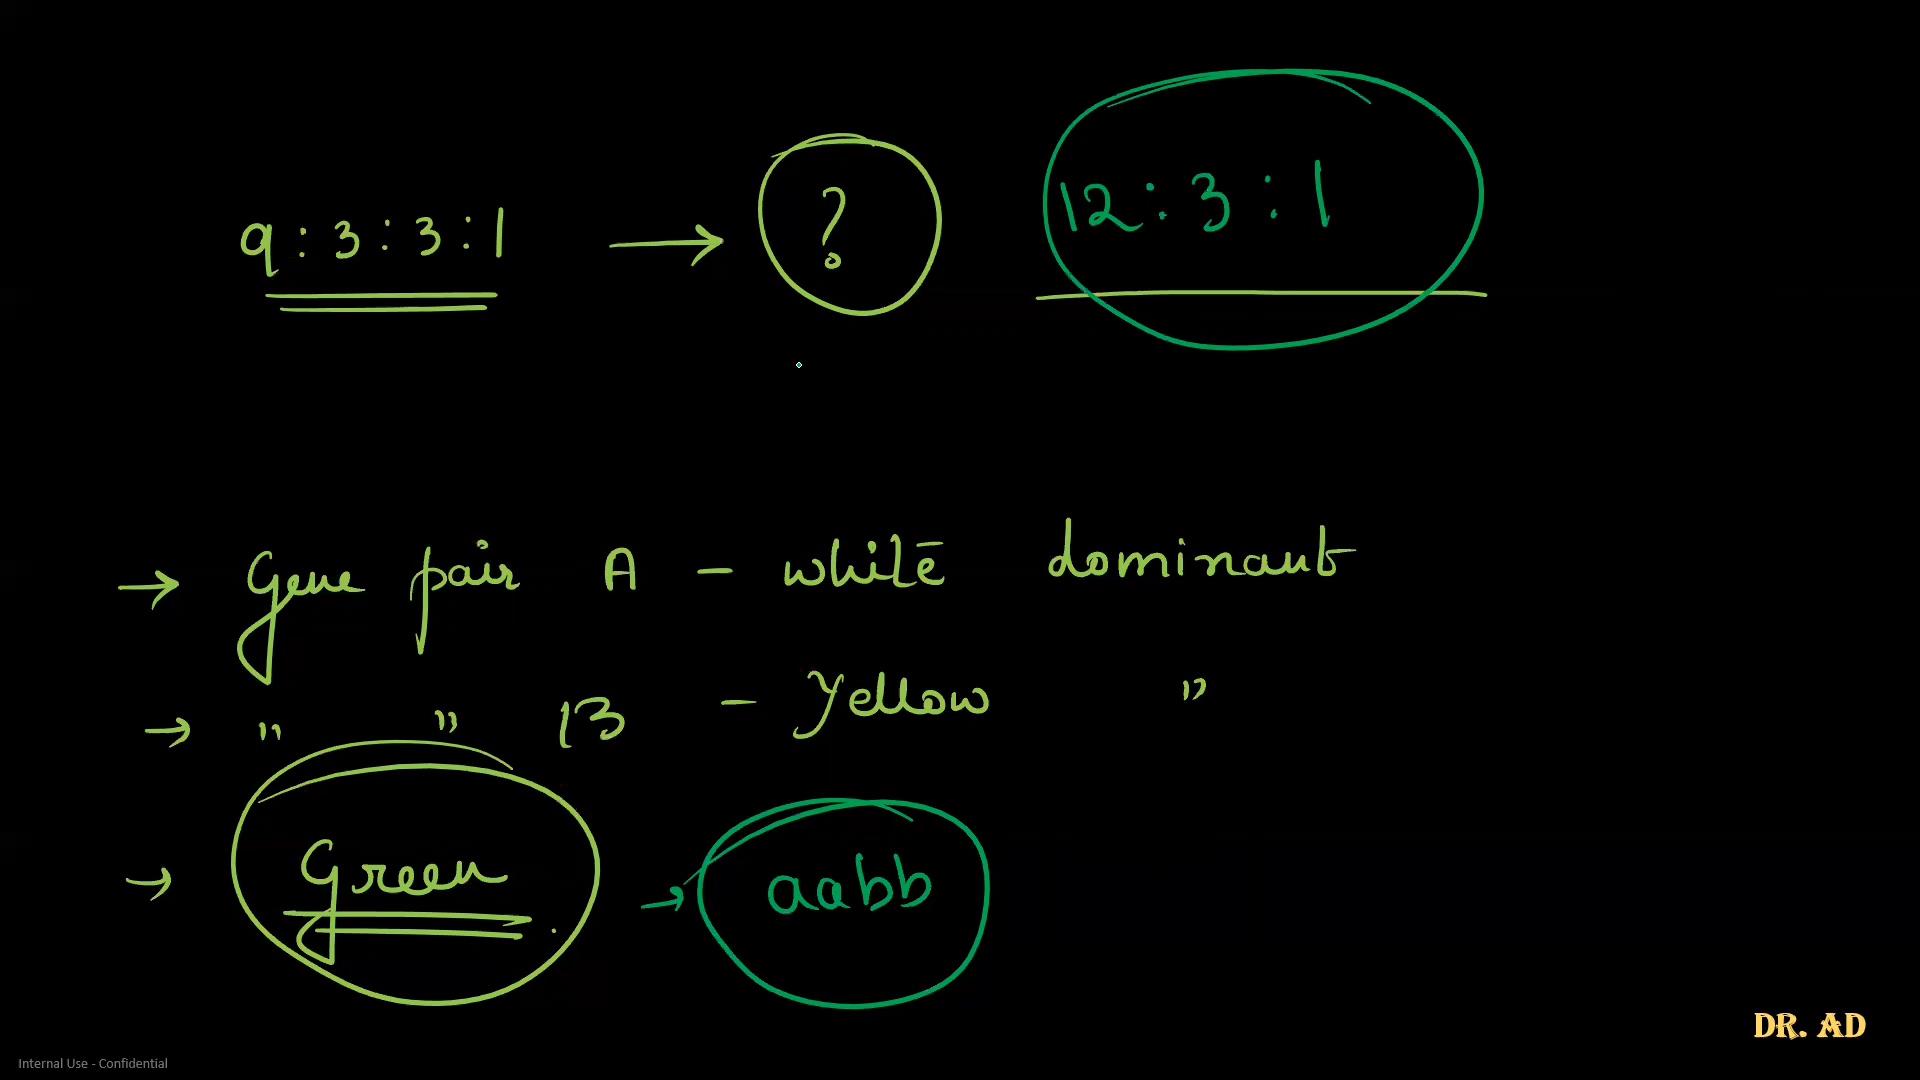 9 : 3 : 3 : 1 → ? 12 : 3 : 1
→ Gene pair A - white dominant
→ " " B - Yellow "
→ Green. → aabb
DR. AD
Internal Use - Confidential